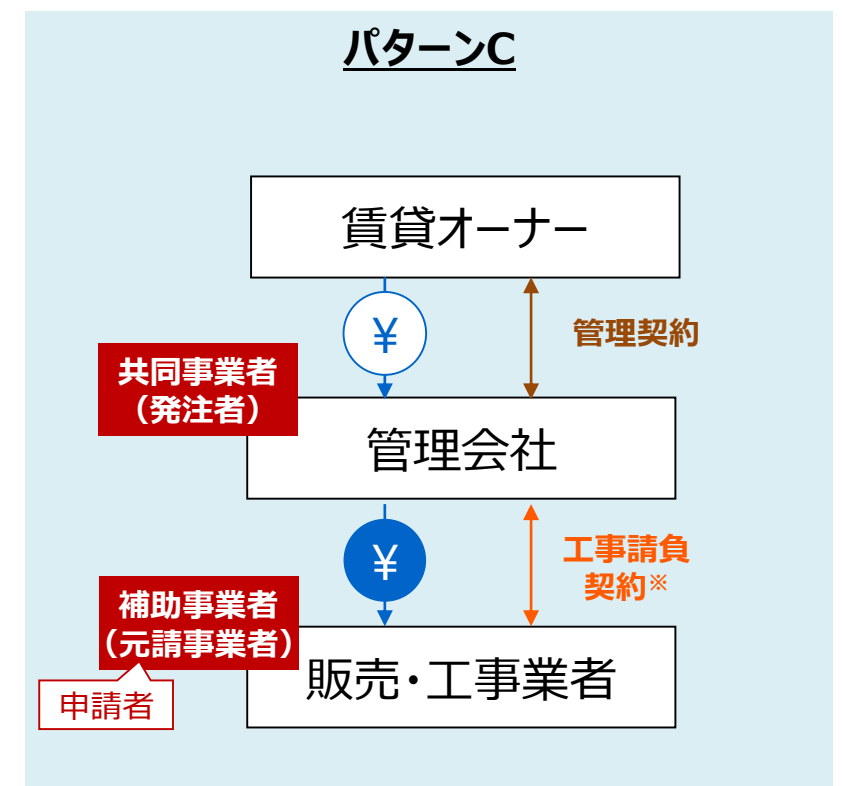 パターンC
賃貸オーナー
¥
管理契約
共同事業者
（発注者）
管理会社
¥
工事請負
契約※
補助事業者
（元請事業者）
販売・工事業者
申請者